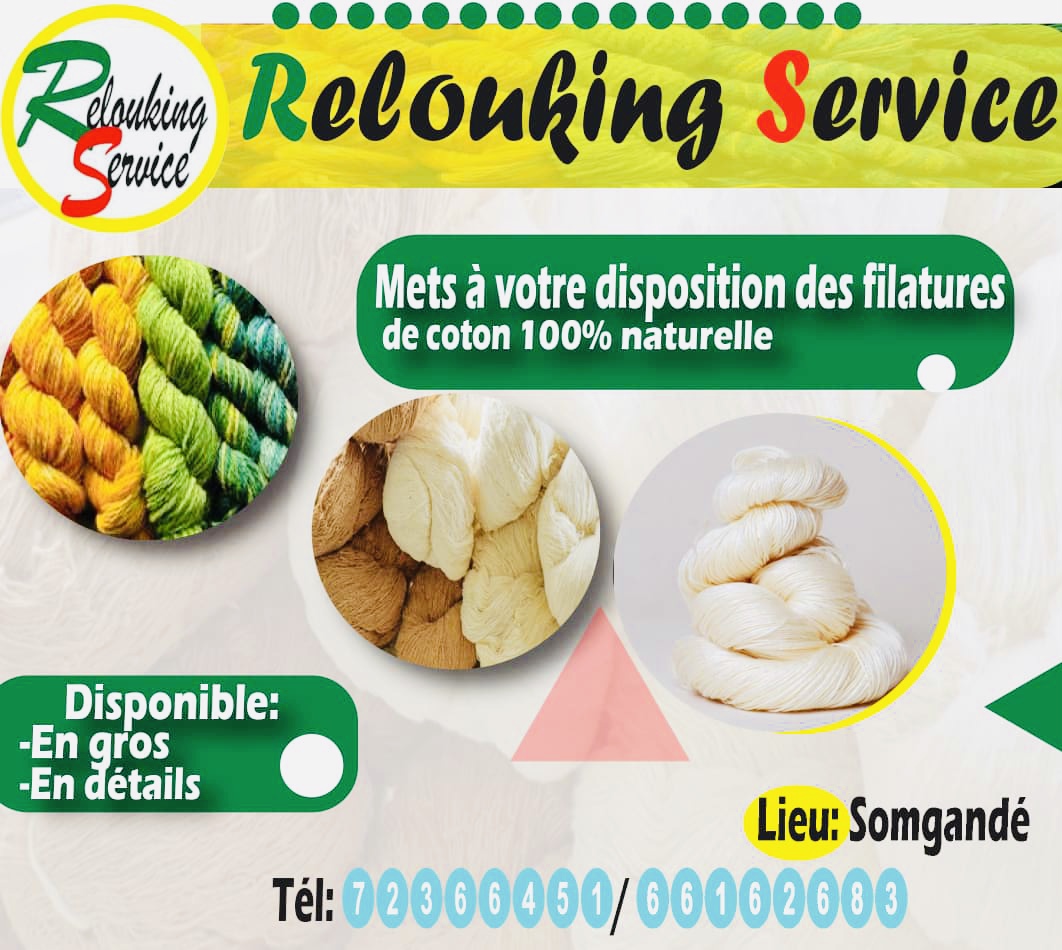 Relouking
Service
Relouking Service
Mets à votre disposition des filatures
de coton 100% naturelle
Disponible:
-En gros
-En détails
Lieu: Somgandé
Tél: 72366451/ 66162683